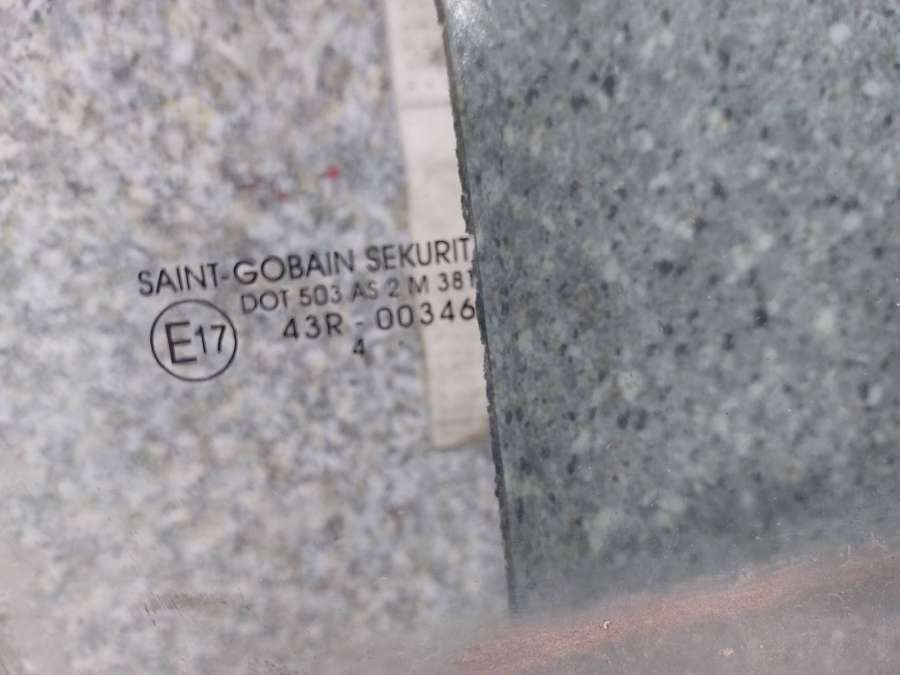 SAINT-GOBAIN SEKURIT
DOT 503 AS 2 M 381
E17
43R - 00346
4